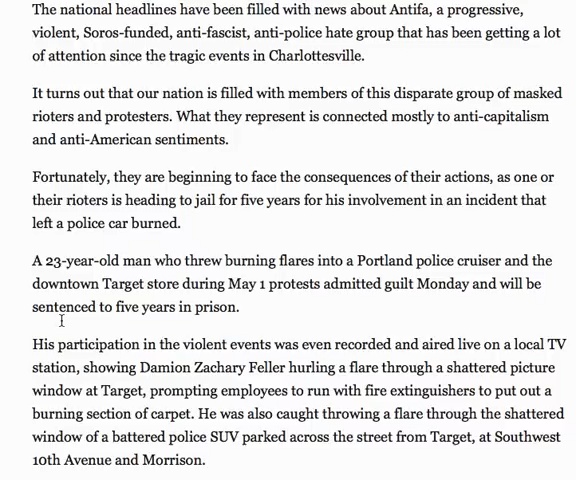 The national headlines have been filled with news about Antifa, a progressive,
violent, Soros-funded, anti-fascist, anti-police hate group that has been getting a lot
of attention since the tragic events in Charlottesville.
It turns out that our nation is filled with members of this disparate group of masked
rioters and protesters. What they represent is connected mostly to anti-capitalism
and anti-American sentiments.
Fortunately, they are beginning to face the consequences of their actions, as one or
their rioters is heading to jail for five years for his involvement in an incident that
left a police car burned.
A 23-year-old man who threw burning flares into a Portland police cruiser and the
downtown Target store during May 1 protests admitted guilt Monday and will be
sentenced to five years in prison.
His participation in the violent events was even recorded and aired live on a local TV
station, showing Damion Zachary Feller hurling a flare through a shattered picture
window at Target, prompting employees to run with fire extinguishers to put out a
burning section of carpet. He was also caught throwing a flare through the shattered
window of a battered police SUV parked across the street from Target, at Southwest
10th Avenue and Morrison.